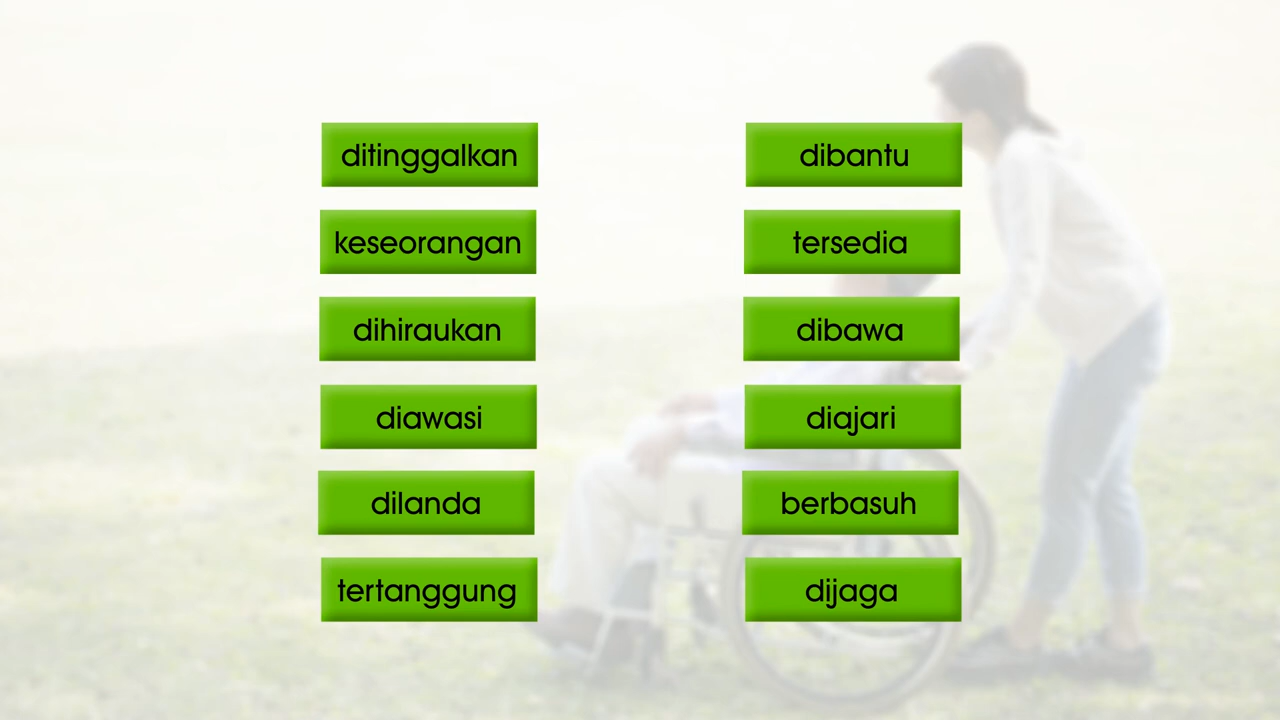 ditinggalkan
keseorangan
dihiraukan
diawasi
dilanda
tertanggung
dibantu
tersedia
dibawa
diajari
berbasuh
dijaga